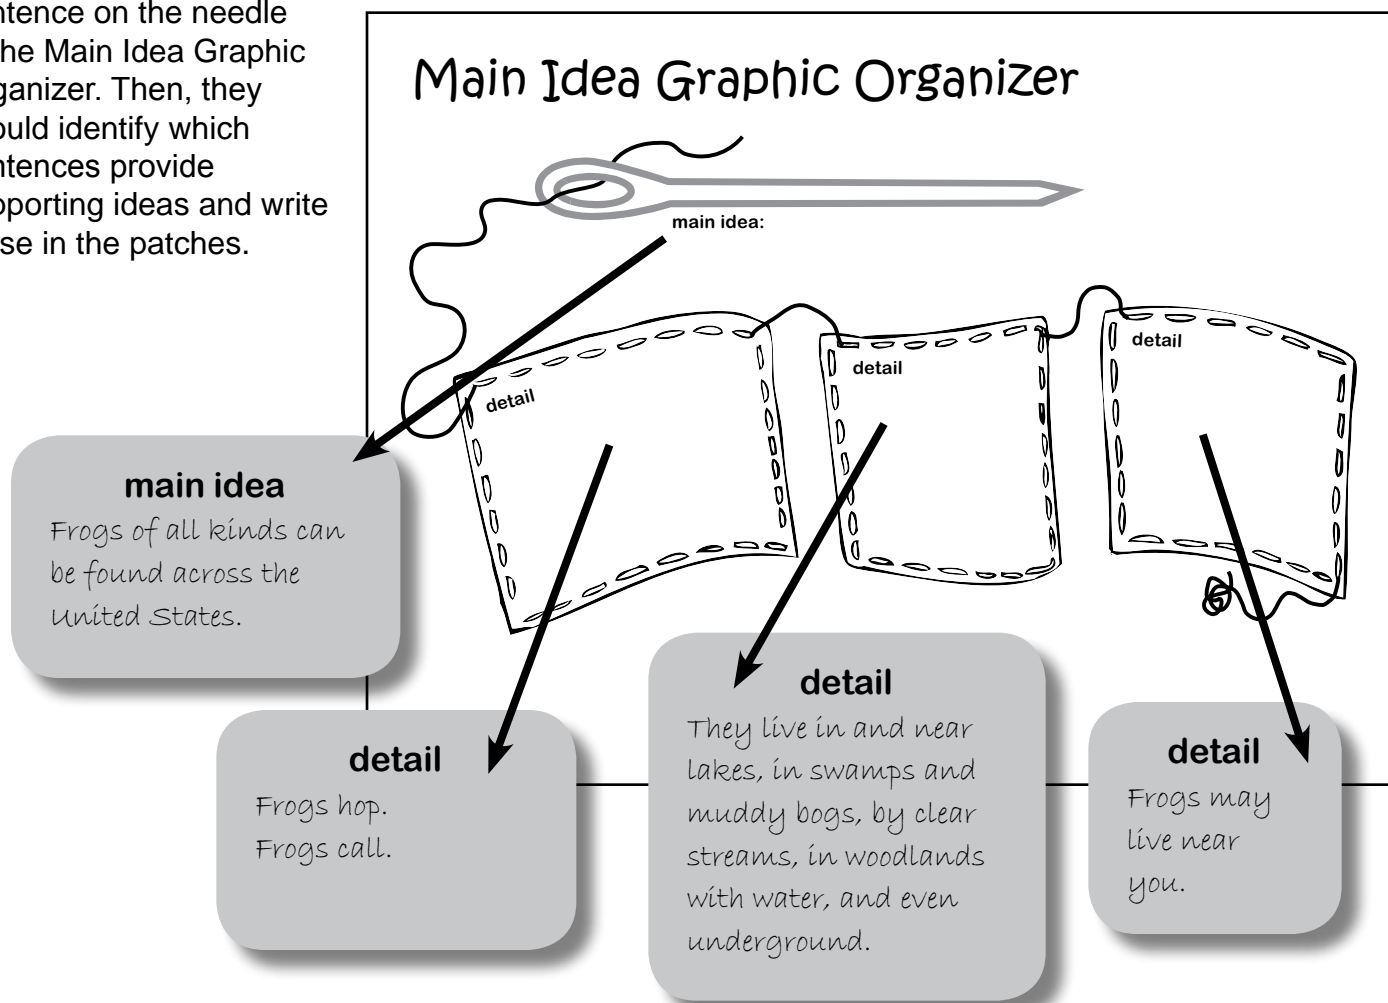 ntence on the needle
he Main Idea Graphic
ganizer. Then, they
ould identify which
ntences provide
pporting ideas and write
se in the patches.
Main Idea Graphic Organizer
main idea:
detail
detail
detail
main idea
Frogs of all kinds can
be found across the
United States.
detail
Frogs hop.
Frogs call.
detail
They live in and near
lakes, in swamps and
muddy bogs, by clear
streams, in woodlands
with water, and even
underground.
detail
Frogs may
live near
you.